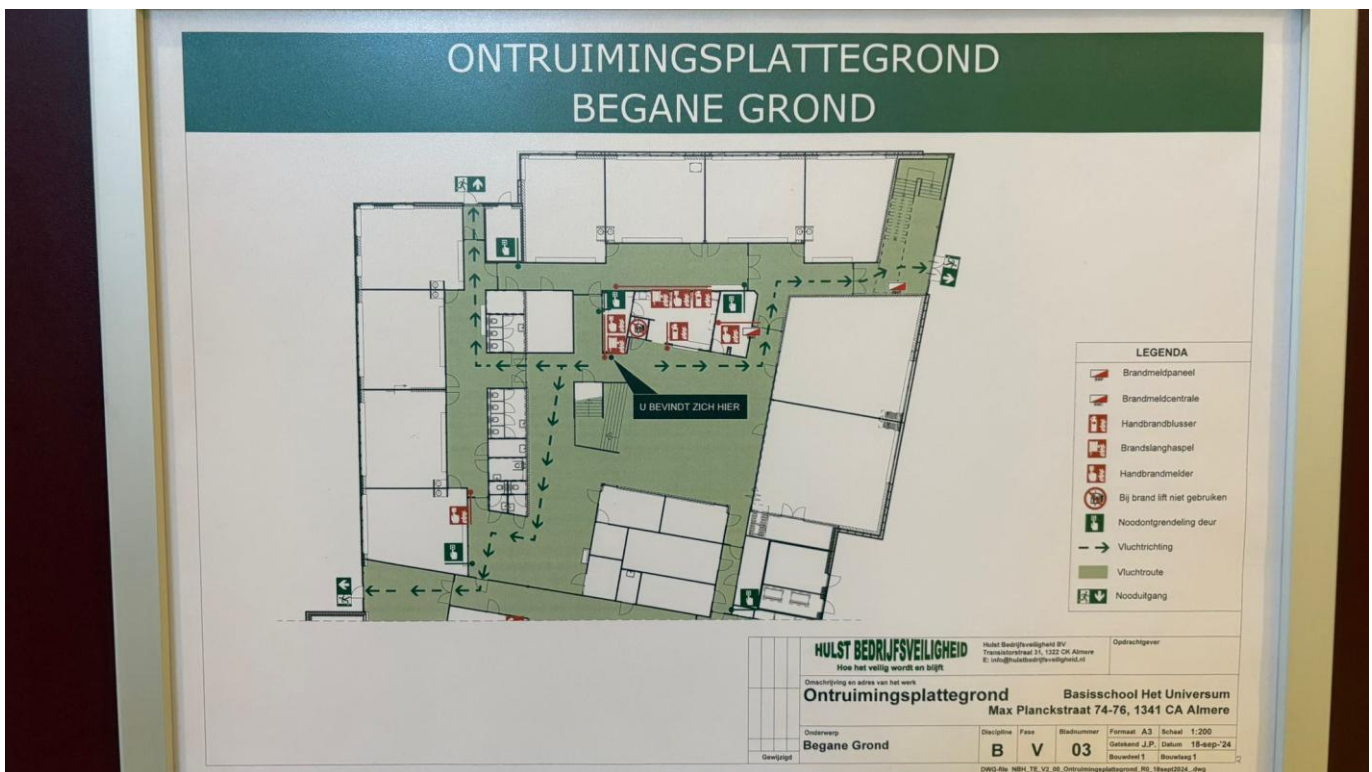 ONTRUIMINGSPLATTEGROND
BEGANE GROND
U BEVINDT ZICH HIER
LEGENDA
Brandmeldpaneel
Brandmeldcentrale
Handbrandblusser
Brandslanghaspel
Handbrandmelder
Bij brand lift niet gebruiken
Noodontgrendeling deur
Vluchtrichting
Vluchtroute
Nooduitgang
HULST BEDRIJFSVEILIGHEID
Hoe het veilig wordt en blijft
Hulst Bedrijfsveiligheid BV
Transistorstraat 31, 1322 CK Almere
E: info@hulstbedrijfsveiligheid.nl
Opdrachtgever
Omschrijving en adres van het werk
Ontruimingsplattegrond
Basisschool Het Universum
Max Planckstraat 74-76, 1341 CA Almere
Onderwerp
Begane Grond
Discipline
B
Fase
V
Bladnummer
03
Formaat A3
Schaal 1:200
Getekend J.P.
Datum 18-sep-'24
Bouwdeel 1
Bouwlaag 1
Gewijzigd
DWG-file NBH_TE_V2_00_Ontruimingsplattegrond_R0_18sept2024_.dwg